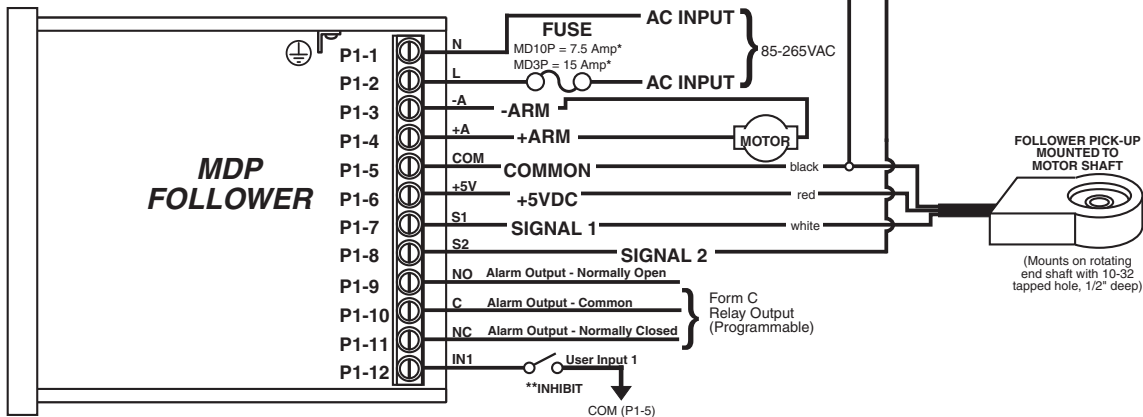 AC INPUT
FUSE
MD10P = 7.5 Amp*
MD3P = 15 Amp*
AC INPUT
85-265VAC
MDP
FOLLOWER
P1-1 N
P1-2 L
P1-3 -A -ARM
P1-4 +A +ARM MOTOR
P1-5 COM COMMON black
P1-6 +5V +5VDC red
P1-7 S1 SIGNAL 1 white
P1-8 S2 SIGNAL 2
P1-9 NO Alarm Output - Normally Open
P1-10 C Alarm Output - Common
P1-11 NC Alarm Output - Normally Closed
P1-12 IN1 User Input 1
**INHIBIT
COM (P1-5)
Form C
Relay Output
(Programmable)
FOLLOWER PICK-UP
MOUNTED TO
MOTOR SHAFT
(Mounts on rotating
end shaft with 10-32
tapped hole, 1/2" deep)